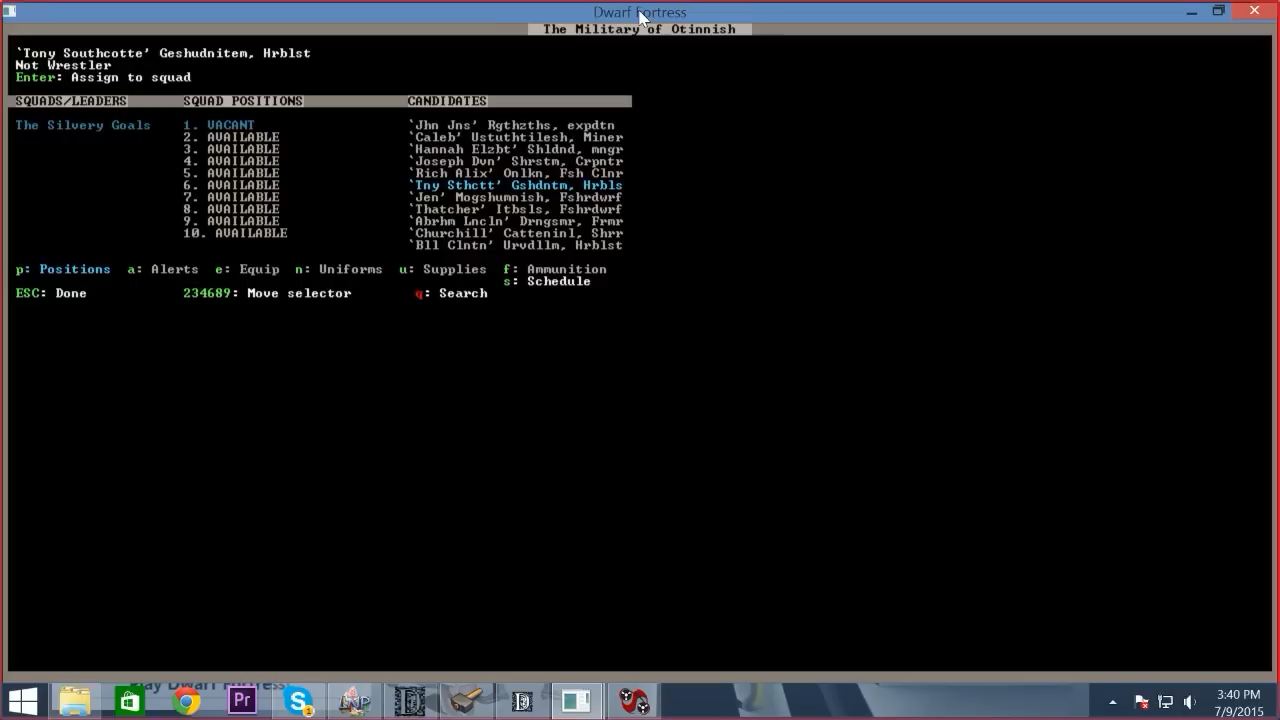 Dwarf Fortress
The Military of Otinnish
`Tony Southcotte' Geshudnitem, Hrblst
Not Wrestler
Enter: Assign to squad
SQUADS/LEADERS SQUAD POSITIONS CANDIDATES
The Silvery Goals 1. VACANT `Jhn Jns' Rgthzths, expdtn
2. AVAILABLE `Caleb' Ustuthtilesh, Miner
3. AVAILABLE `Hannah Elzbt' Shldnd, mngr
4. AVAILABLE `Joseph Dvn' Shrstm, Crpntr
5. AVAILABLE `Rich Alix' Onlkn, Fsh Clnr
6. AVAILABLE `Tny Sthctt' Gshdntm, Hrbls
7. AVAILABLE `Jen' Mogshumnish, Fshrdwrf
8. AVAILABLE `Thatcher' Itbsls, Fshrdwrf
9. AVAILABLE `Abrhm Lncln' Drngsmr, Frmr
10. AVAILABLE `Churchill' Catteninl, Shrr
`Bll Clntn' Urvdllm, Hrblst
p: Positions a: Alerts e: Equip n: Uniforms u: Supplies f: Ammunition
s: Schedule
ESC: Done 234689: Move selector q: Search
Play Dwarf Fortress
3:40 PM
7/9/2015